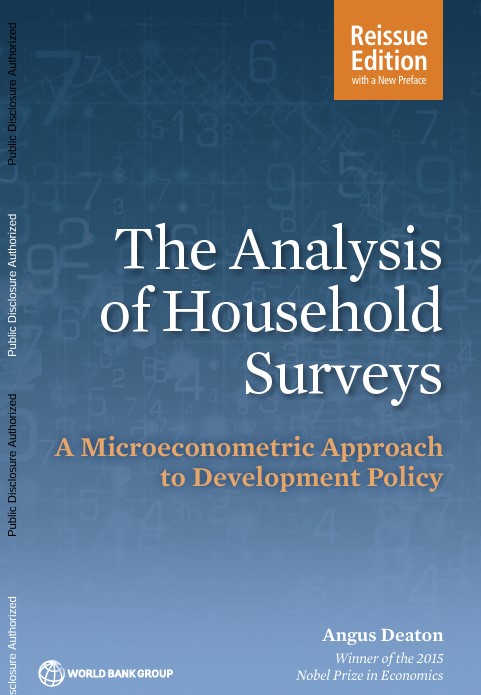 Reissue
Edition
with a New Preface
The Analysis
of Household
Surveys
A Microeconometric Approach
to Development Policy
Angus Deaton
Winner of the 2015
Nobel Prize in Economics
WORLD BANK GROUP
Public Disclosure Authorized
Public Disclosure Authorized
Public Disclosure Authorized
sclosure Authorized